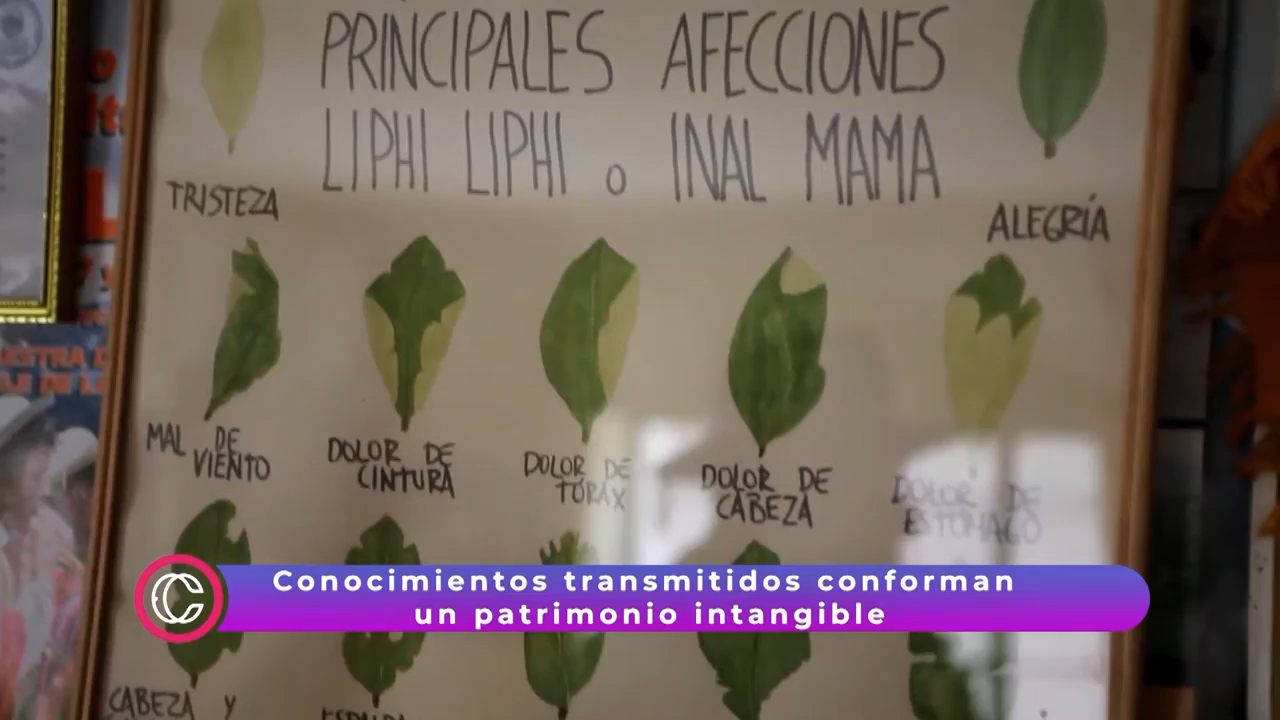 PRINCIPALES AFECCIONES
LIPHI LIPHI o INAL MAMA
TRISTEZA
ALEGRÍA
MAL DE
VIENTO
DOLOR DE
CINTURA
DOLOR DE
TÓRAX
DOLOR DE
CABEZA
DOLOR DE
ESTÓMAGO
Conocimientos transmitidos conforman
un patrimonio intangible
CABEZA Y